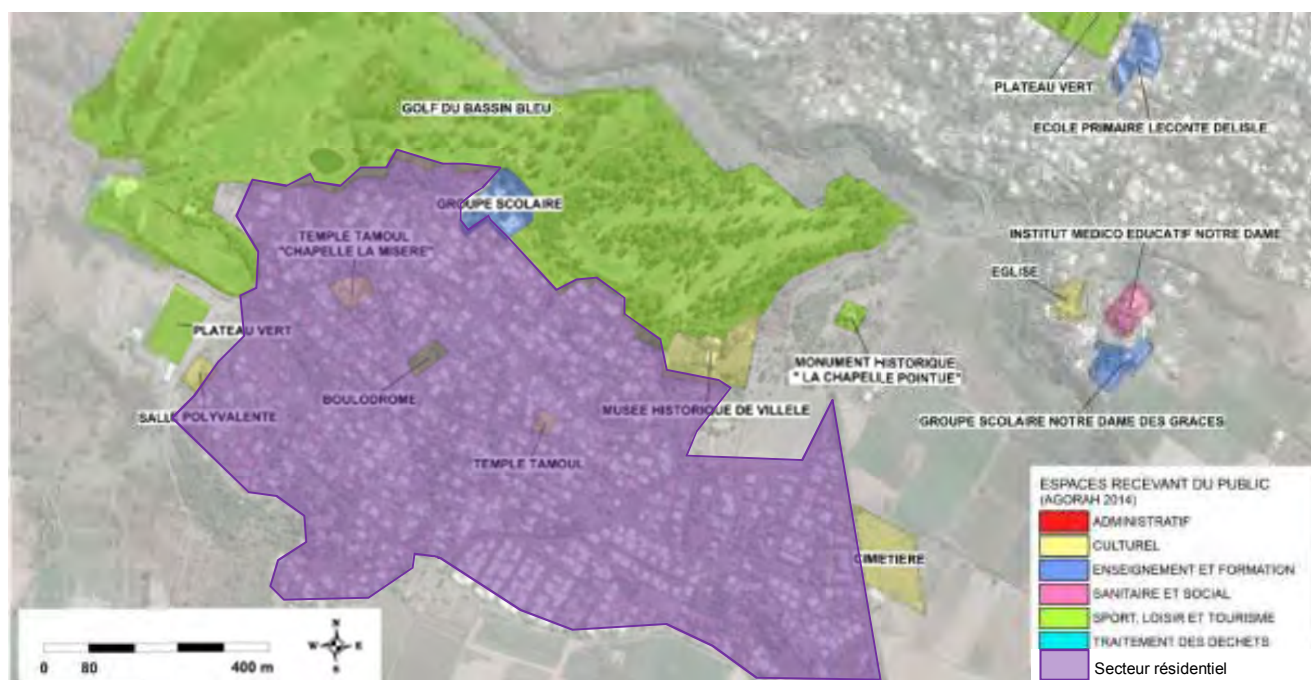 GOLF DU BASSIN BLEU
PLATEAU VERT
ECOLE PRIMAIRE LECONTE DELISLE
GROUPE SCOLAIRE
TEMPLE TAMOUL
"CHAPELLE LA MISERE"
INSTITUT MEDICO EDUCATIF NOTRE DAME
EGLISE
PLATEAU VERT
MONUMENT HISTORIQUE
" LA CHAPELLE POINTUE"
BOULODROME
SALLE POLYVALENTE
MUSEE HISTORIQUE DE VILLELE
GROUPE SCOLAIRE NOTRE DAME DES GRACES
TEMPLE TAMOUL
CIMETIERE
ESPACES RECEVANT DU PUBLIC
(AGORAH 2014)
ADMINISTRATIF
CULTUREL
ENSEIGNEMENT ET FORMATION
SANITAIRE ET SOCIAL
SPORT, LOISIR ET TOURISME
TRAITEMENT DES DECHETS
Secteur résidentiel
N
W E
S
0 80 400 m